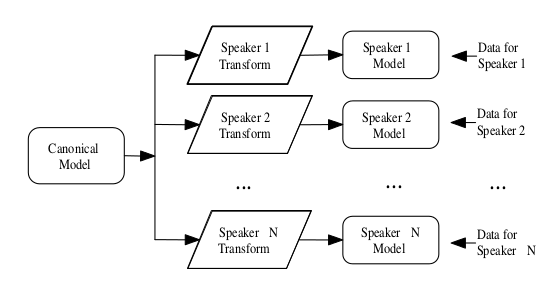 Speaker 1
Transform
Speaker 1
Model
Data for
Speaker 1
Speaker 2
Transform
Speaker 2
Model
Data for
Speaker 2
Canonical
Model
...
...
...
Speaker N
Transform
Speaker N
Model
Data for
Speaker N